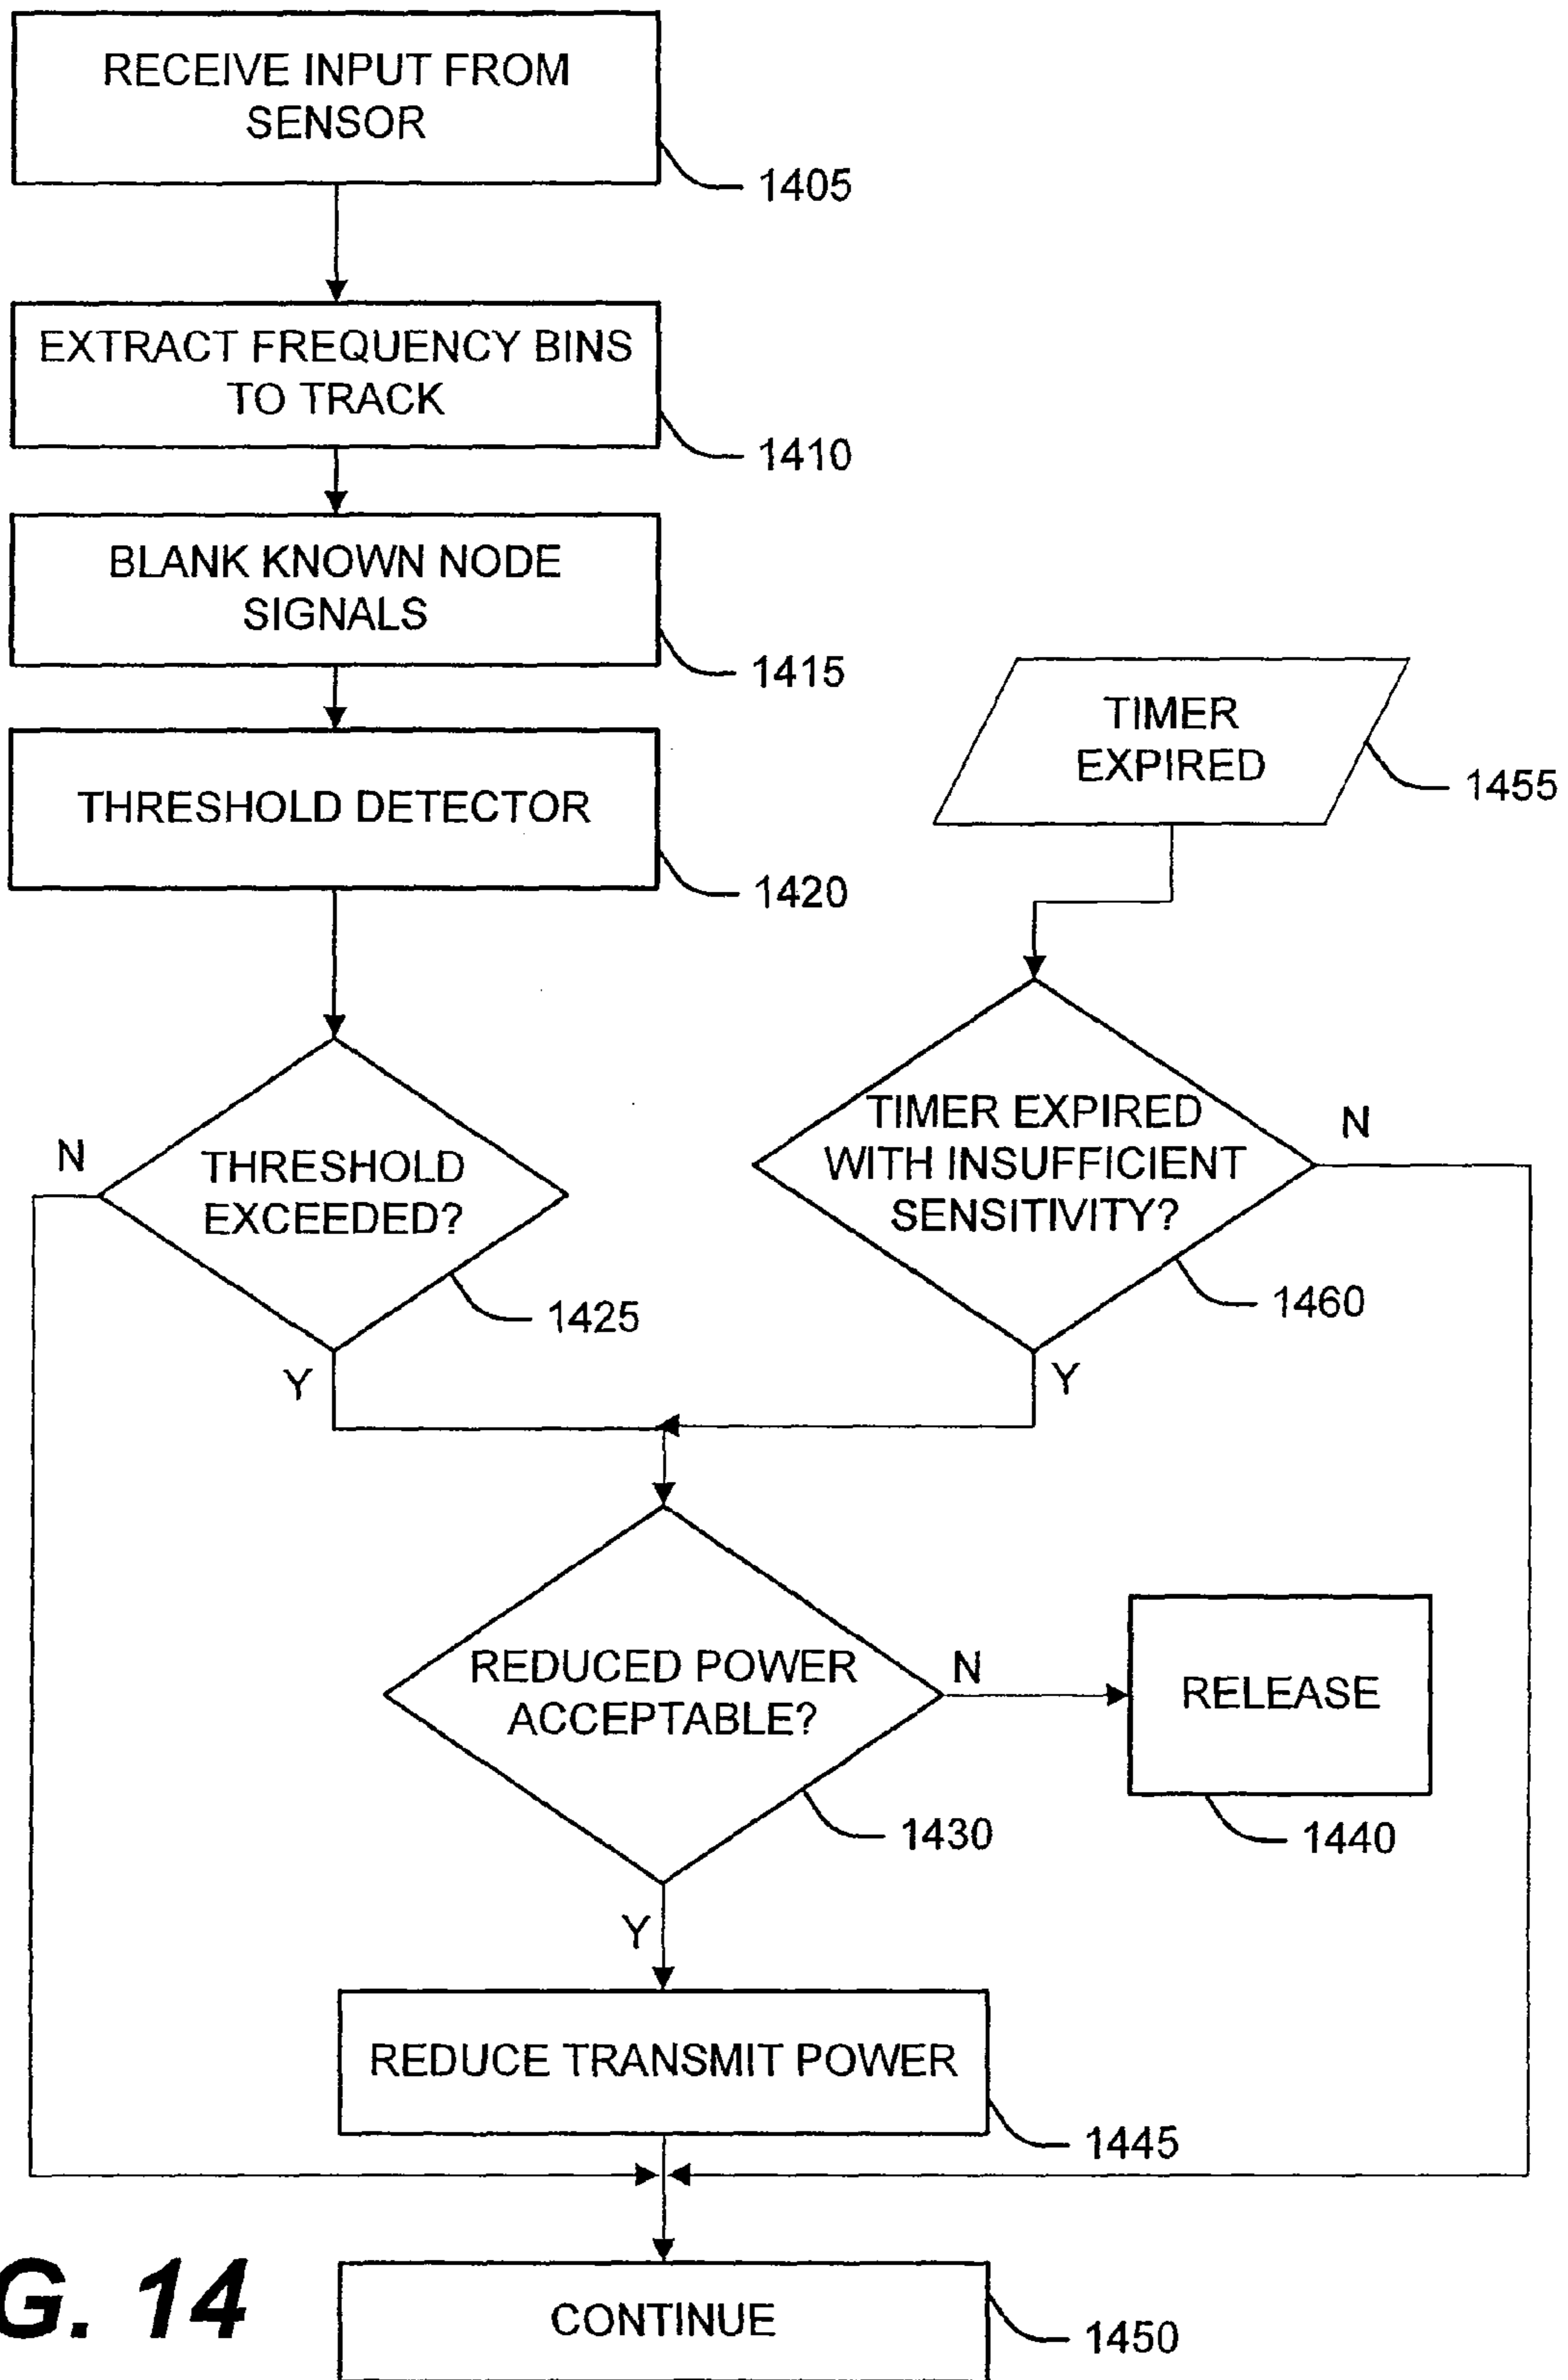 RECEIVE INPUT FROM
SENSOR
1405
EXTRACT FREQUENCY BINS
TO TRACK
1410
BLANK KNOWN NODE
SIGNALS
1415
THRESHOLD DETECTOR
1420
TIMER
EXPIRED
1455
N
THRESHOLD
EXCEEDED?
1425
Y
TIMER EXPIRED
WITH INSUFFICIENT
SENSITIVITY?
N
1460
Y
REDUCED POWER
ACCEPTABLE?
N
1430
RELEASE
1440
Y
REDUCE TRANSMIT POWER
1445
CONTINUE
1450
G. 14